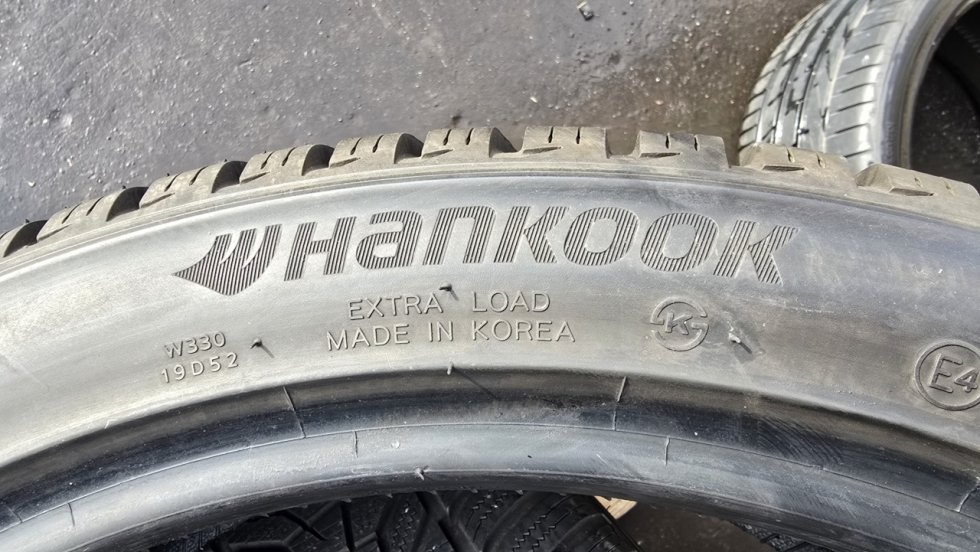 HANKOOK
EXTRA LOAD
MADE IN KOREA
W330
19D52
K
E4